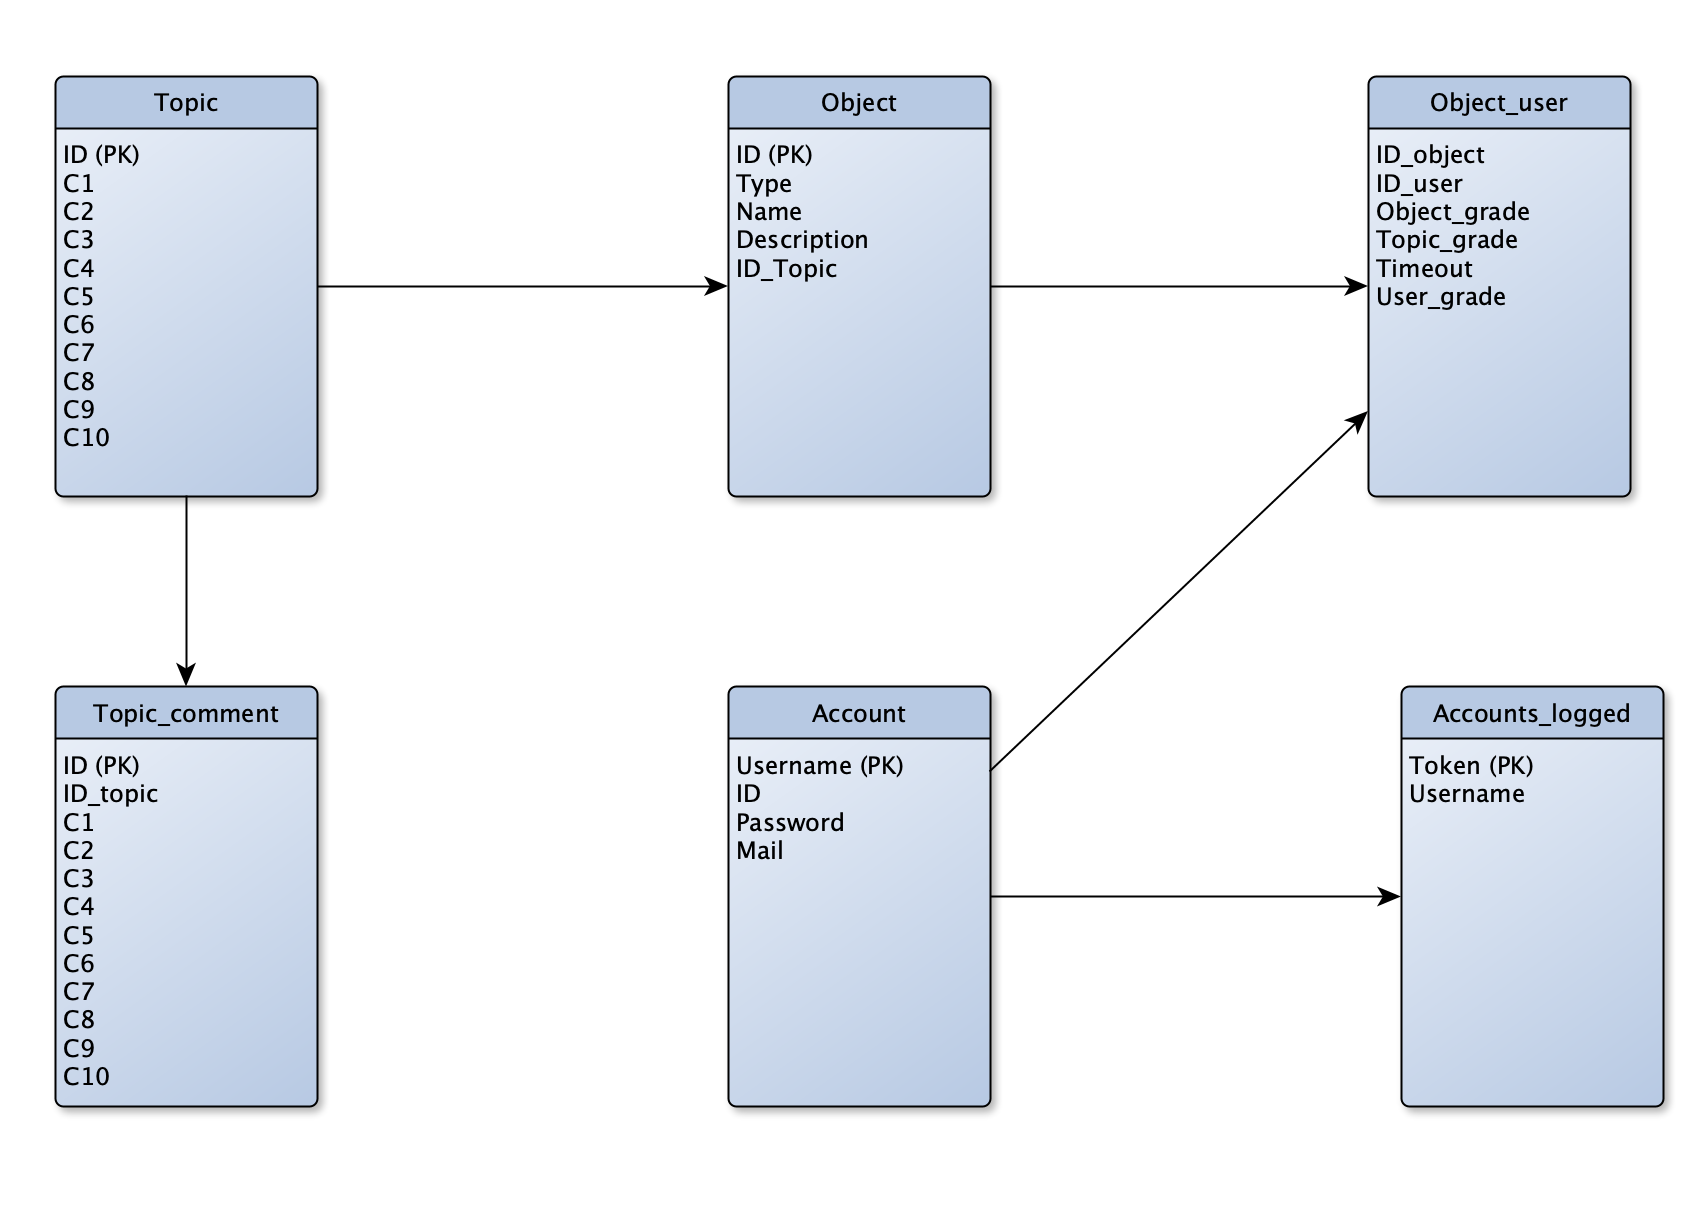 Topic
ID (PK)
C1
C2
C3
C4
C5
C6
C7
C8
C9
C10
Object
ID (PK)
Type
Name
Description
ID_Topic
Object_user
ID_object
ID_user
Object_grade
Topic_grade
Timeout
User_grade
Topic_comment
ID (PK)
ID_topic
C1
C2
C3
C4
C5
C6
C7
C8
C9
C10
Account
Username (PK)
ID
Password
Mail
Accounts_logged
Token (PK)
Username